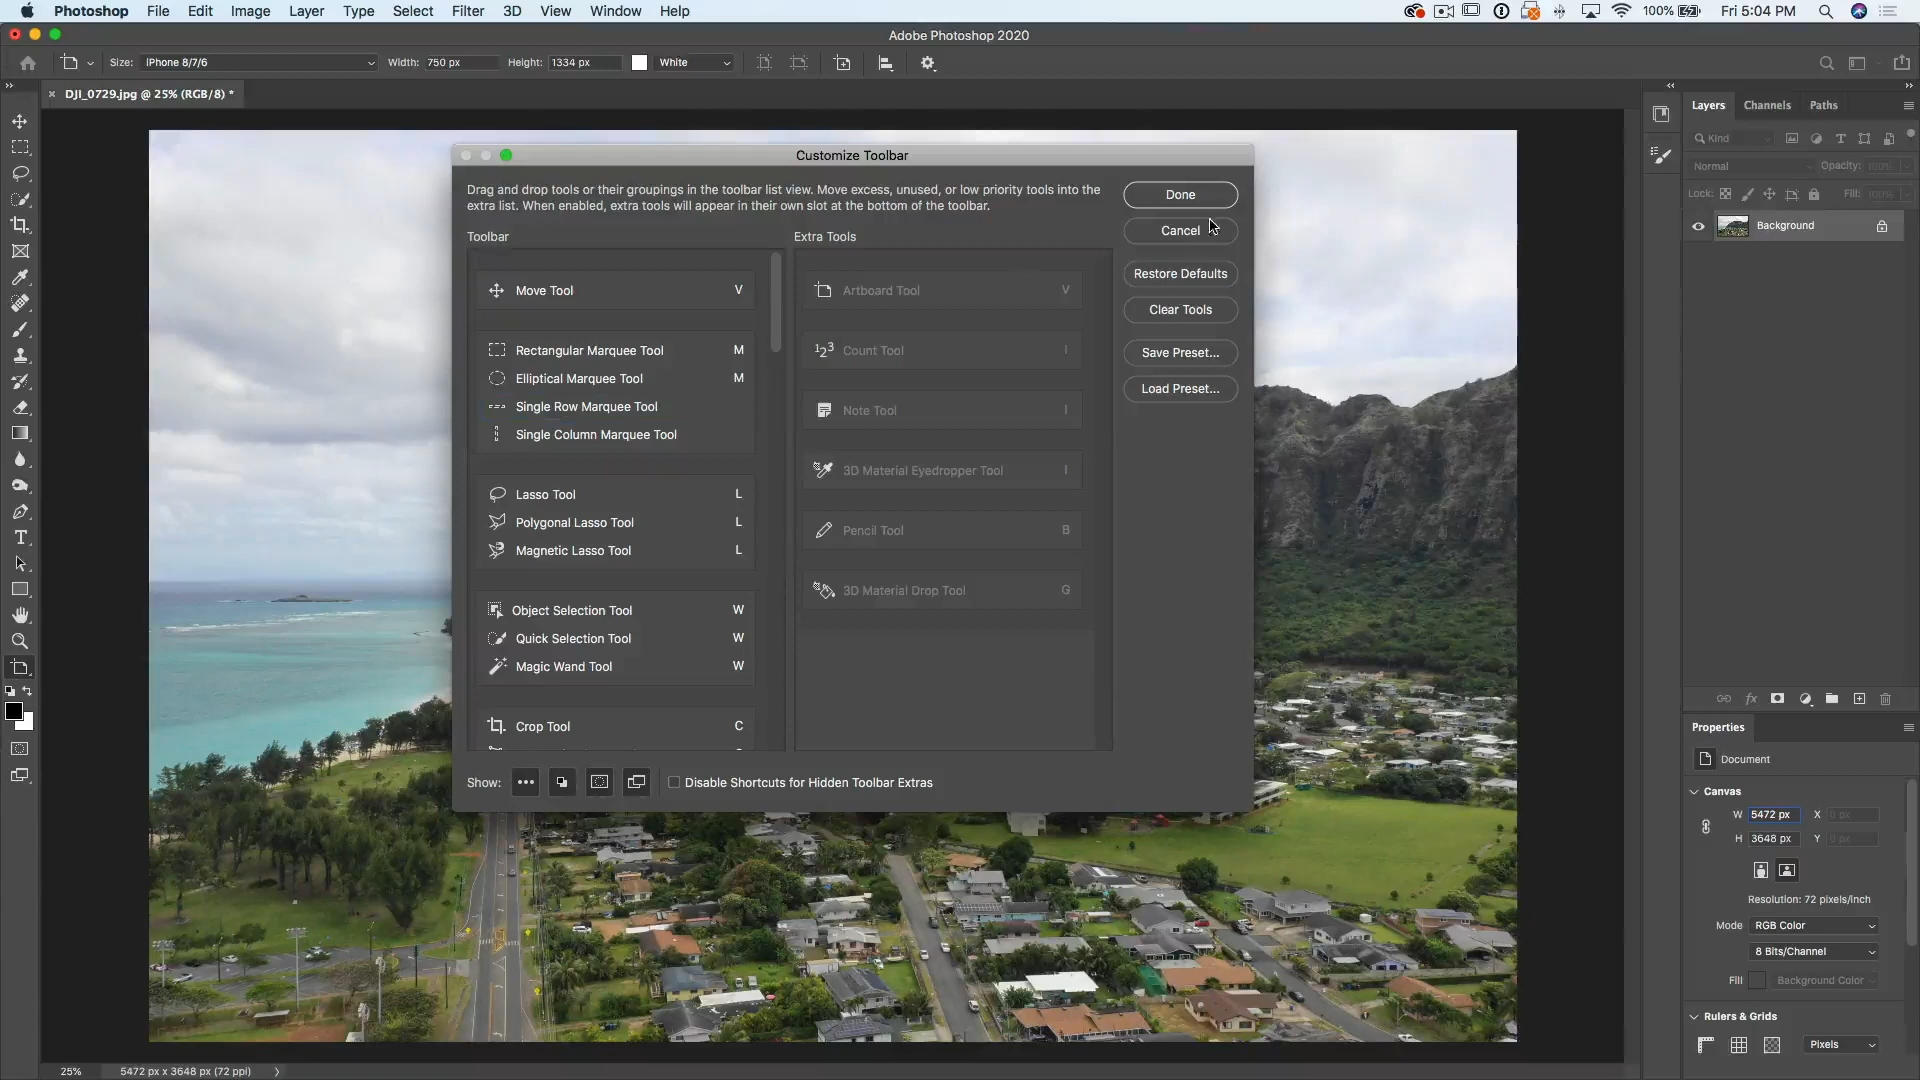 Photoshop File Edit Image Layer Type Select Filter 3D View Window Help 100% Fri 5:04 PM
Adobe Photoshop 2020
Size: iPhone 8/7/6 Width: 750 px Height: 1334 px White
× DJI_0729.jpg @ 25% (RGB/8) *
Customize Toolbar
Drag and drop tools or their groupings in the toolbar list view. Move excess, unused, or low priority tools into the
extra list. When enabled, extra tools will appear in their own slot at the bottom of the toolbar.
Toolbar
Move Tool V
Rectangular Marquee Tool M
Elliptical Marquee Tool M
Single Row Marquee Tool
Single Column Marquee Tool
Lasso Tool L
Polygonal Lasso Tool L
Magnetic Lasso Tool L
Object Selection Tool W
Quick Selection Tool W
Magic Wand Tool W
Crop Tool C
Extra Tools
Artboard Tool V
Count Tool I
Note Tool I
3D Material Eyedropper Tool I
Pencil Tool B
3D Material Drop Tool G
Done
Cancel
Restore Defaults
Clear Tools
Save Preset...
Load Preset...
Show: Disable Shortcuts for Hidden Toolbar Extras
Layers Channels Paths
Kind
Normal Opacity: 100%
Lock: Fill: 100%
Background
Properties
Document
Canvas
W 5472 px X 0 px
H 3648 px Y 0 px
Resolution: 72 pixels/inch
Mode RGB Color
8 Bits/Channel
Fill Background Color
Rulers & Grids
Pixels
25% 5472 px x 3648 px (72 ppi)